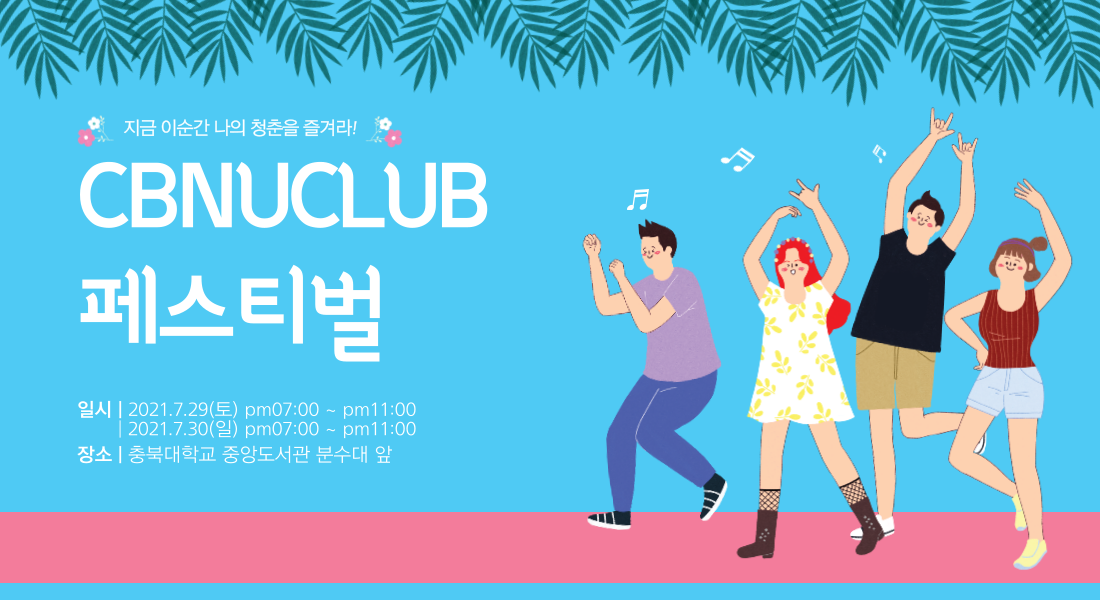 지금 이순간 나의 청춘을 즐겨라!
CBNUCLUB
페스티벌
일시 | 2021.7.29(토) pm07:00 ~ pm11:00
| 2021.7.30(일) pm07:00 ~ pm11:00
장소 | 충북대학교 중앙도서관 분수대 앞